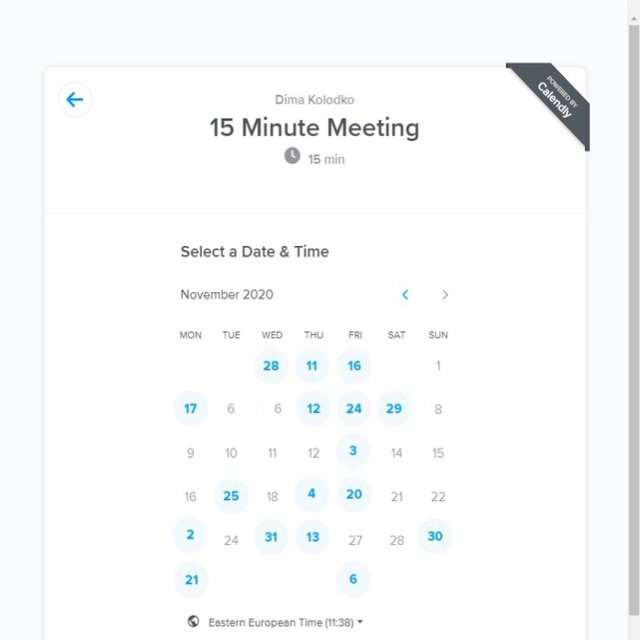 POWERED BY
Calendly
Dima Kolodko
15 Minute Meeting
15 min
Select a Date & Time
November 2020
MON TUE WED THU FRI SAT SUN
28 11 16 1
17 6 6 12 24 29 8
9 10 11 12 3 14 15
16 25 18 4 20 21 22
2 24 31 13 27 28 30
21 6
Eastern European Time (11:38)